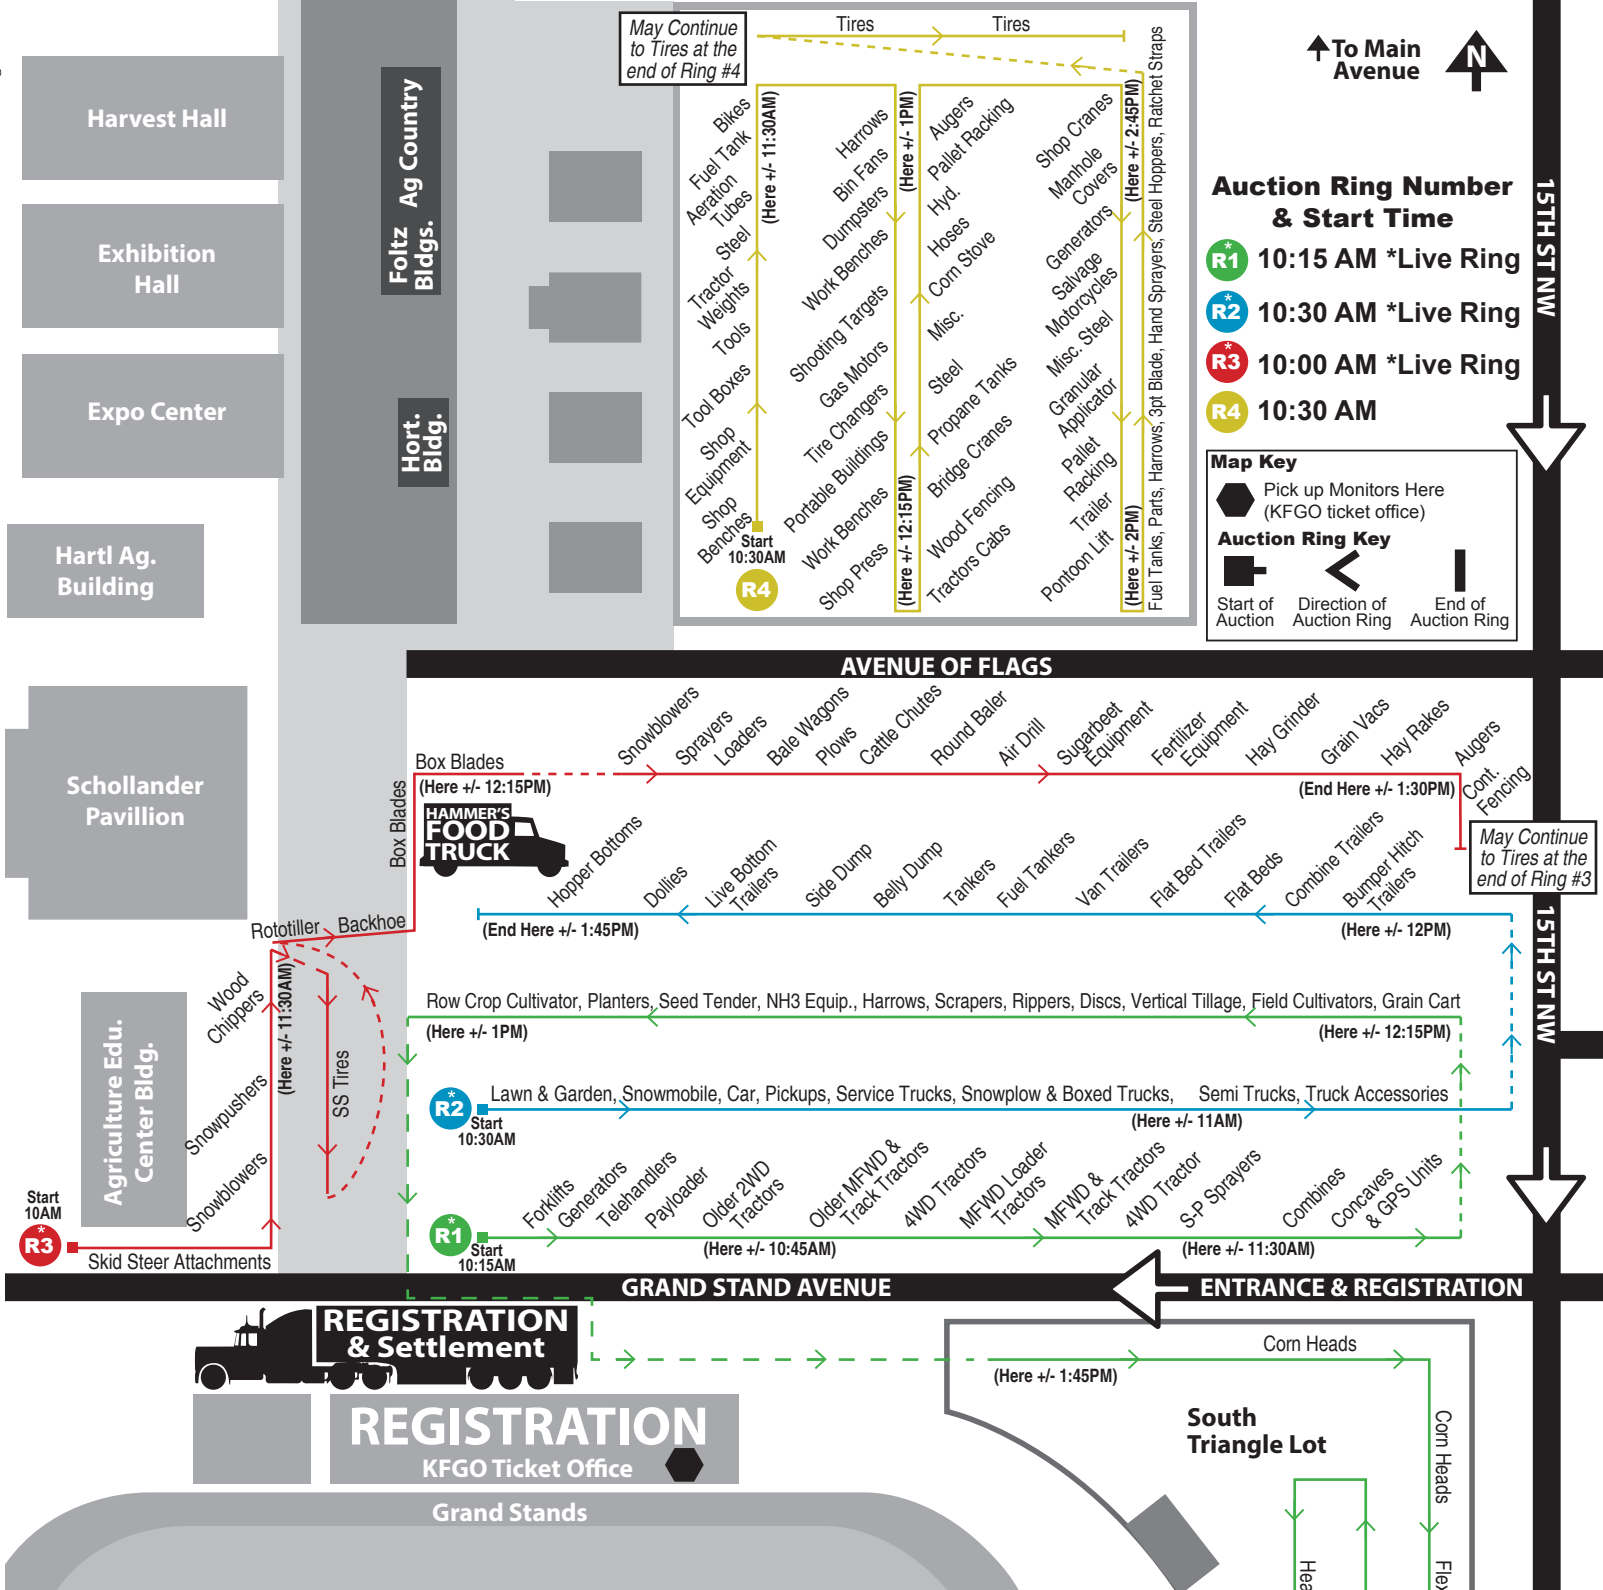 May Continue
to Tires at the
end of Ring #4
Tires
Tires
To Main
Avenue
N
Harvest Hall
Exhibition
Hall
Expo Center
Hartl Ag.
Building
Schollander
Pavillion
Agriculture Edu.
Center Bldg.
Ag Country
Foltz
Bldgs.
Hort.
Bldg.
Bikes
Fuel Tank
Aeration
Tubes
Steel
Tractor
Weights
Tools
Tool Boxes
Shop
Equipment
Shop
Benches
(Here +/- 11:30AM)
Start
10:30AM
R4
Harrows
Bin Fans
Dumpsters
Work Benches
Shooting Targets
Gas Motors
Tire Changers
Portable Buildings
Work Benches
Shop Press
(Here +/- 1PM)
(Here +/- 12:15PM)
Augers
Pallet Racking
Hyd.
Hoses
Corn Stove
Misc.
Steel
Propane Tanks
Bridge Cranes
Wood Fencing
Tractors Cabs
Shop Cranes
Manhole
Covers
Generators
Salvage
Motorcycles
Misc. Steel
Granular
Applicator
Pallet
Racking
Trailer
Pontoon Lift
(Here +/- 2:45PM)
(Here +/- 2PM)
Fuel Tanks, Parts, Harrows, 3pt Blade, Hand Sprayers, Steel Hoppers, Ratchet Straps
Auction Ring Number
& Start Time
R1* 10:15 AM *Live Ring
R2* 10:30 AM *Live Ring
R3* 10:00 AM *Live Ring
R4 10:30 AM
Map Key
Pick up Monitors Here
(KFGO ticket office)
Auction Ring Key
Start of
Auction
Direction of
Auction Ring
End of
Auction Ring
15TH ST NW
AVENUE OF FLAGS
Snowblowers
Sprayers
Loaders
Bale Wagons
Plows
Cattle Chutes
Round Baler
Air Drill
Sugarbeet
Equipment
Fertilizer
Equipment
Hay Grinder
Grain Vacs
Hay Rakes
Augers
Cont.
Fencing
Box Blades
(Here +/- 12:15PM)
(End Here +/- 1:30PM)
Box Blades
HAMMER'S
FOOD
TRUCK
May Continue
to Tires at the
end of Ring #3
Hopper Bottoms
Dollies
Live Bottom
Trailers
Side Dump
Belly Dump
Tankers
Fuel Tankers
Van Trailers
Flat Bed Trailers
Flat Beds
Combine Trailers
Bumper Hitch
Trailers
(End Here +/- 1:45PM)
(Here +/- 12PM)
15TH ST NW
Rototiller
Backhoe
Wood
Chippers
(Here +/- 11:30AM)
SS Tires
Snowpushers
Snowblowers
Start
10AM
R3*
Skid Steer Attachments
Row Crop Cultivator, Planters, Seed Tender, NH3 Equip., Harrows, Scrapers, Rippers, Discs, Vertical Tillage, Field Cultivators, Grain Cart
(Here +/- 1PM)
(Here +/- 12:15PM)
R2*
Start
10:30AM
Lawn & Garden, Snowmobile, Car, Pickups, Service Trucks, Snowplow & Boxed Trucks, Semi Trucks, Truck Accessories
(Here +/- 11AM)
Forklifts
Generators
Telehandlers
Payloader
Older 2WD
Tractors
Older MFWD &
Track Tractors
4WD Tractors
MFWD Loader
Tractors
MFWD &
Track Tractors
4WD Tractor
S-P Sprayers
Combines
Concaves
& GPS Units
R1*
Start
10:15AM
(Here +/- 10:45AM)
(Here +/- 11:30AM)
GRAND STAND AVENUE
ENTRANCE & REGISTRATION
REGISTRATION
& Settlement
Corn Heads
(Here +/- 1:45PM)
REGISTRATION
KFGO Ticket Office
South
Triangle Lot
Corn Heads
Grand Stands